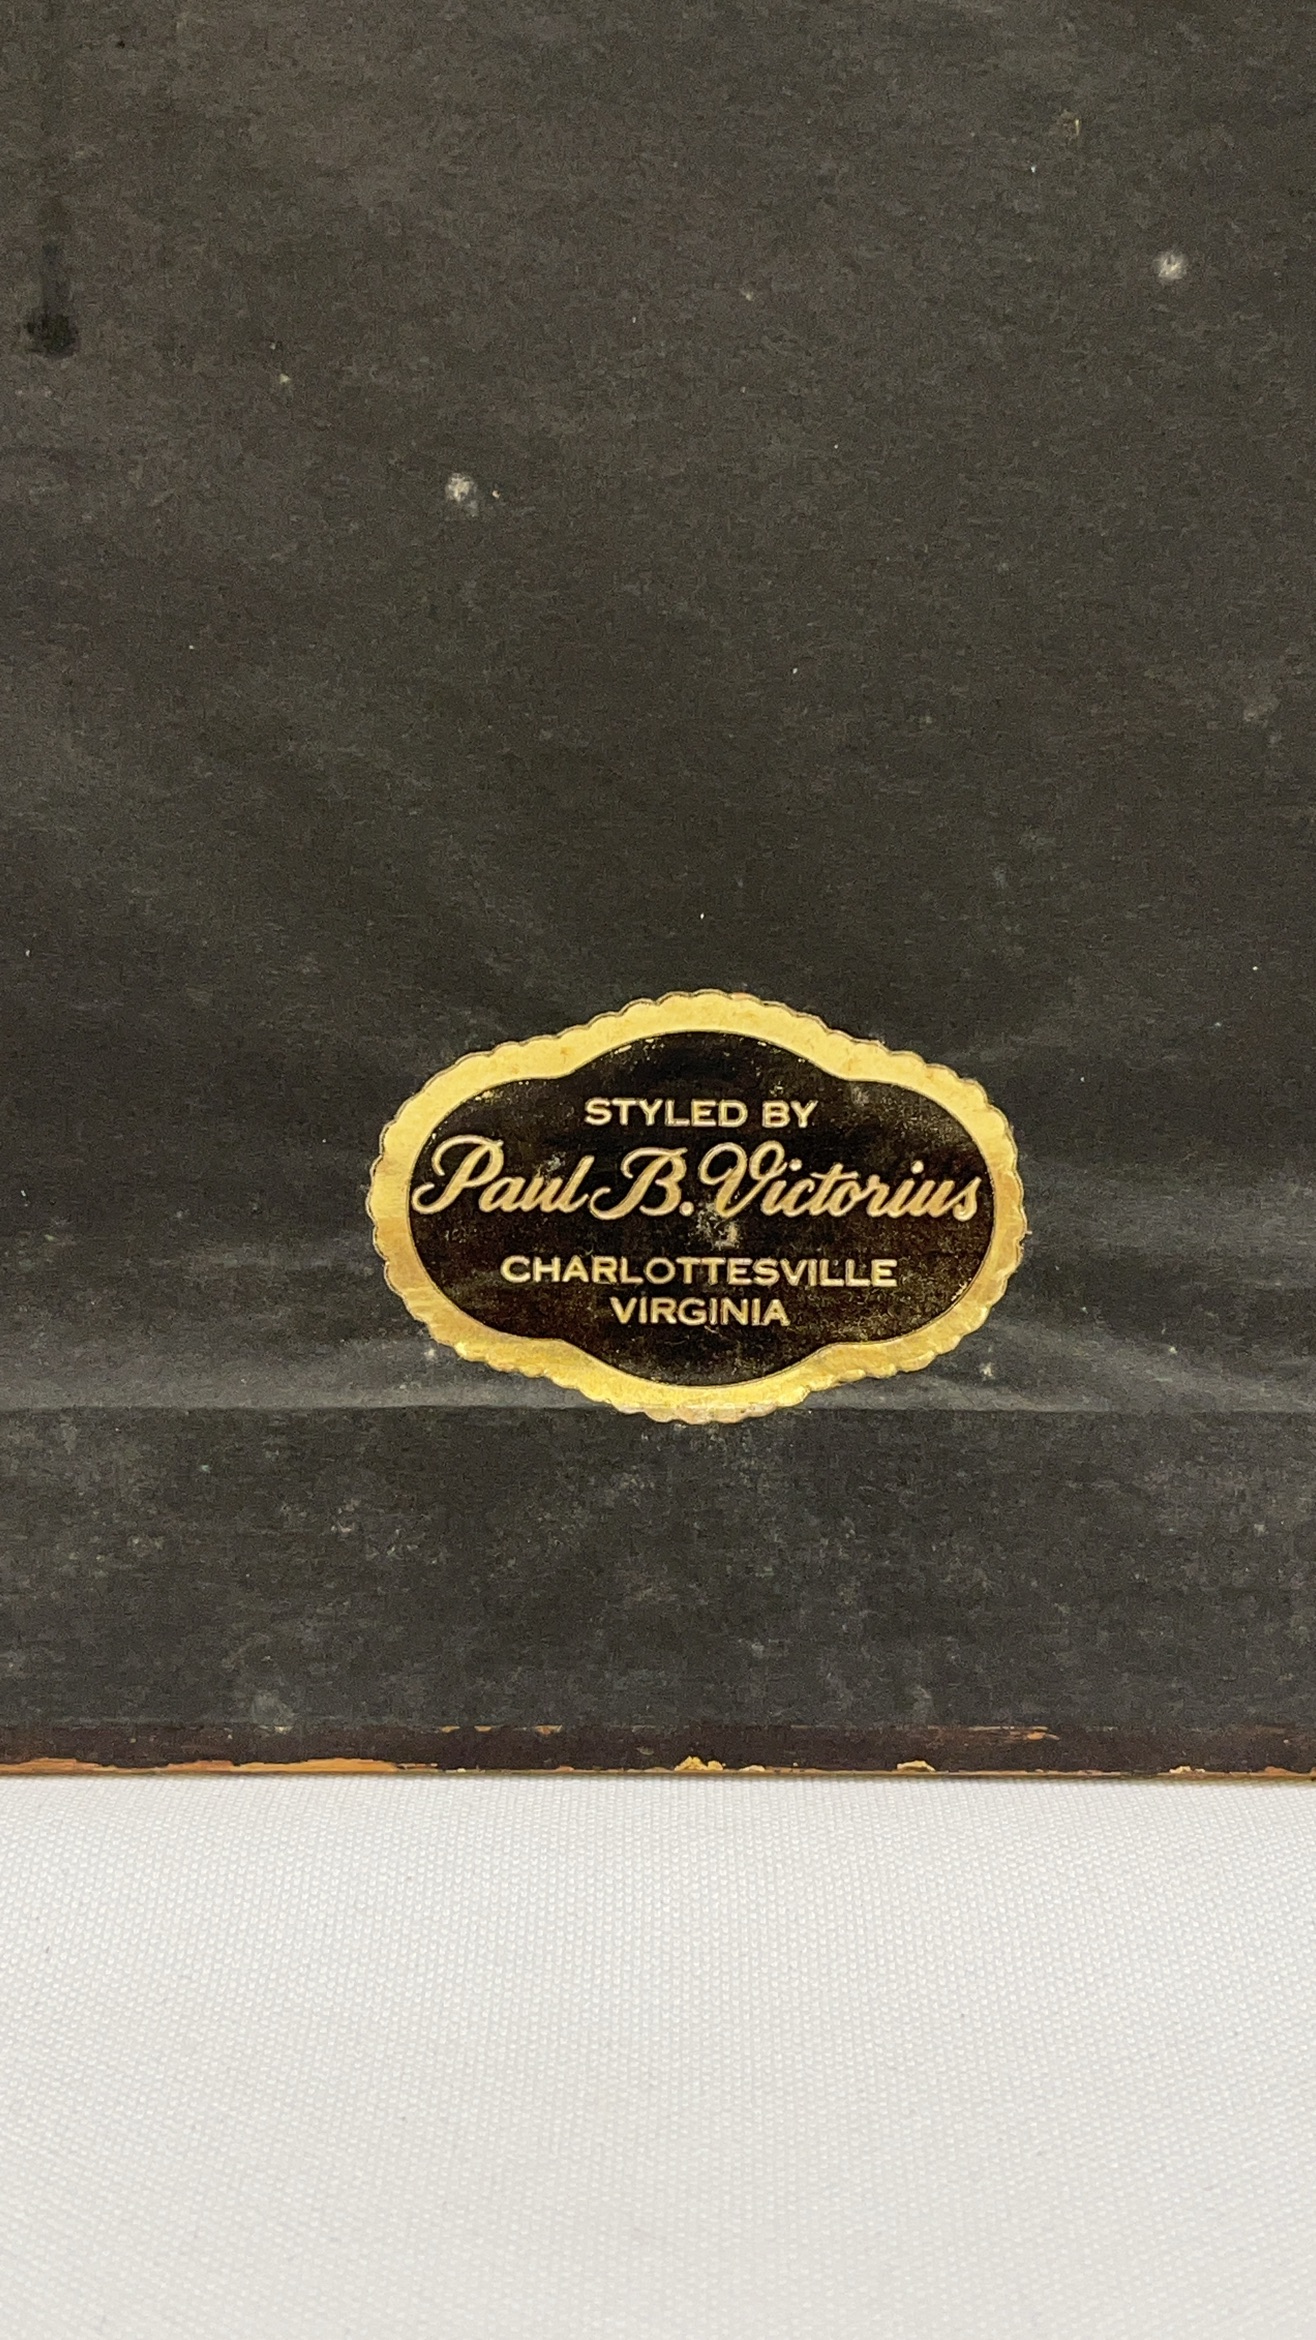 STYLED BY
Paul B. Victorius
CHARLOTTESVILLE
VIRGINIA